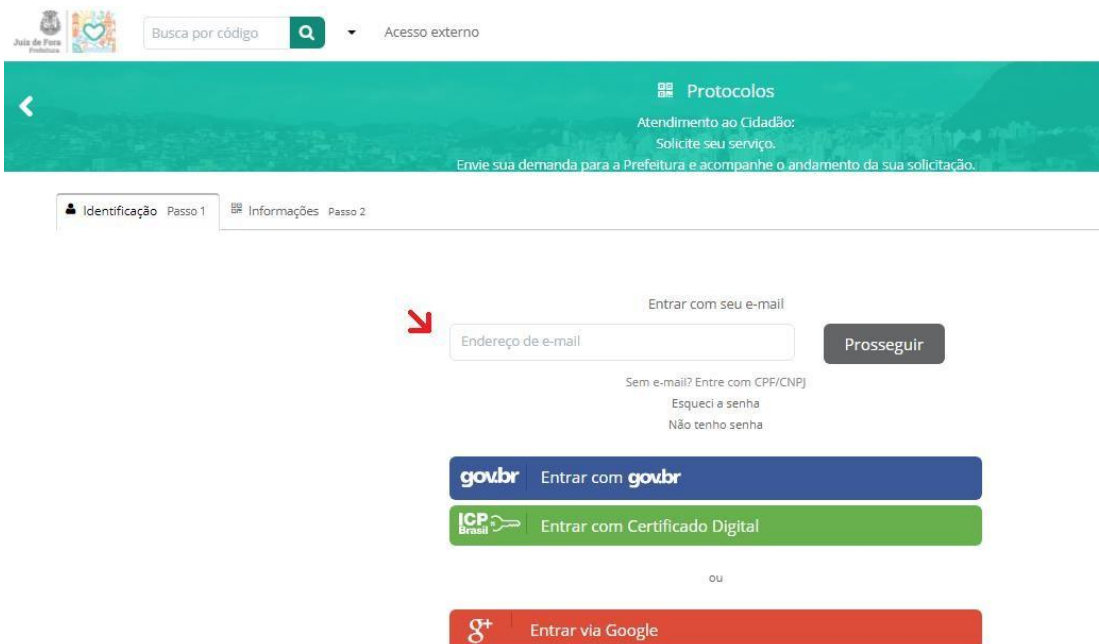 Juiz de Fora
Prefeitura
Busca por código
Acesso externo
Protocolos
Atendimento ao Cidadão:
Solicite seu serviço.
Envie sua demanda para a Prefeitura e acompanhe o andamento da sua solicitação.
Identificação Passo 1
Informações Passo 2
Entrar com seu e-mail
Endereço de e-mail
Prosseguir
Sem e-mail? Entre com CPF/CNPJ
Esqueci a senha
Não tenho senha
gov.br Entrar com gov.br
ICP Brasil Entrar com Certificado Digital
ou
g+ Entrar via Google